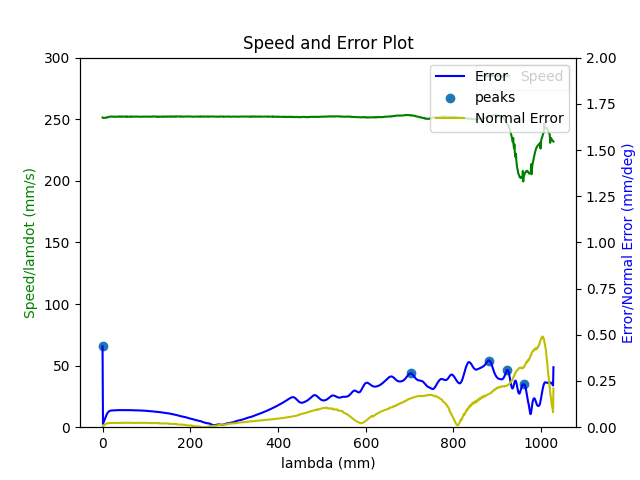 Speed and Error Plot
300
250
200
150
100
50
0
2.00
1.75
1.50
1.25
1.00
0.75
0.50
0.25
0.00
0
200
400
600
800
1000
lambda (mm)
Speed/lamdot (mm/s)
Error/Normal Error (mm/deg)
Error
Speed
peaks
Normal Error